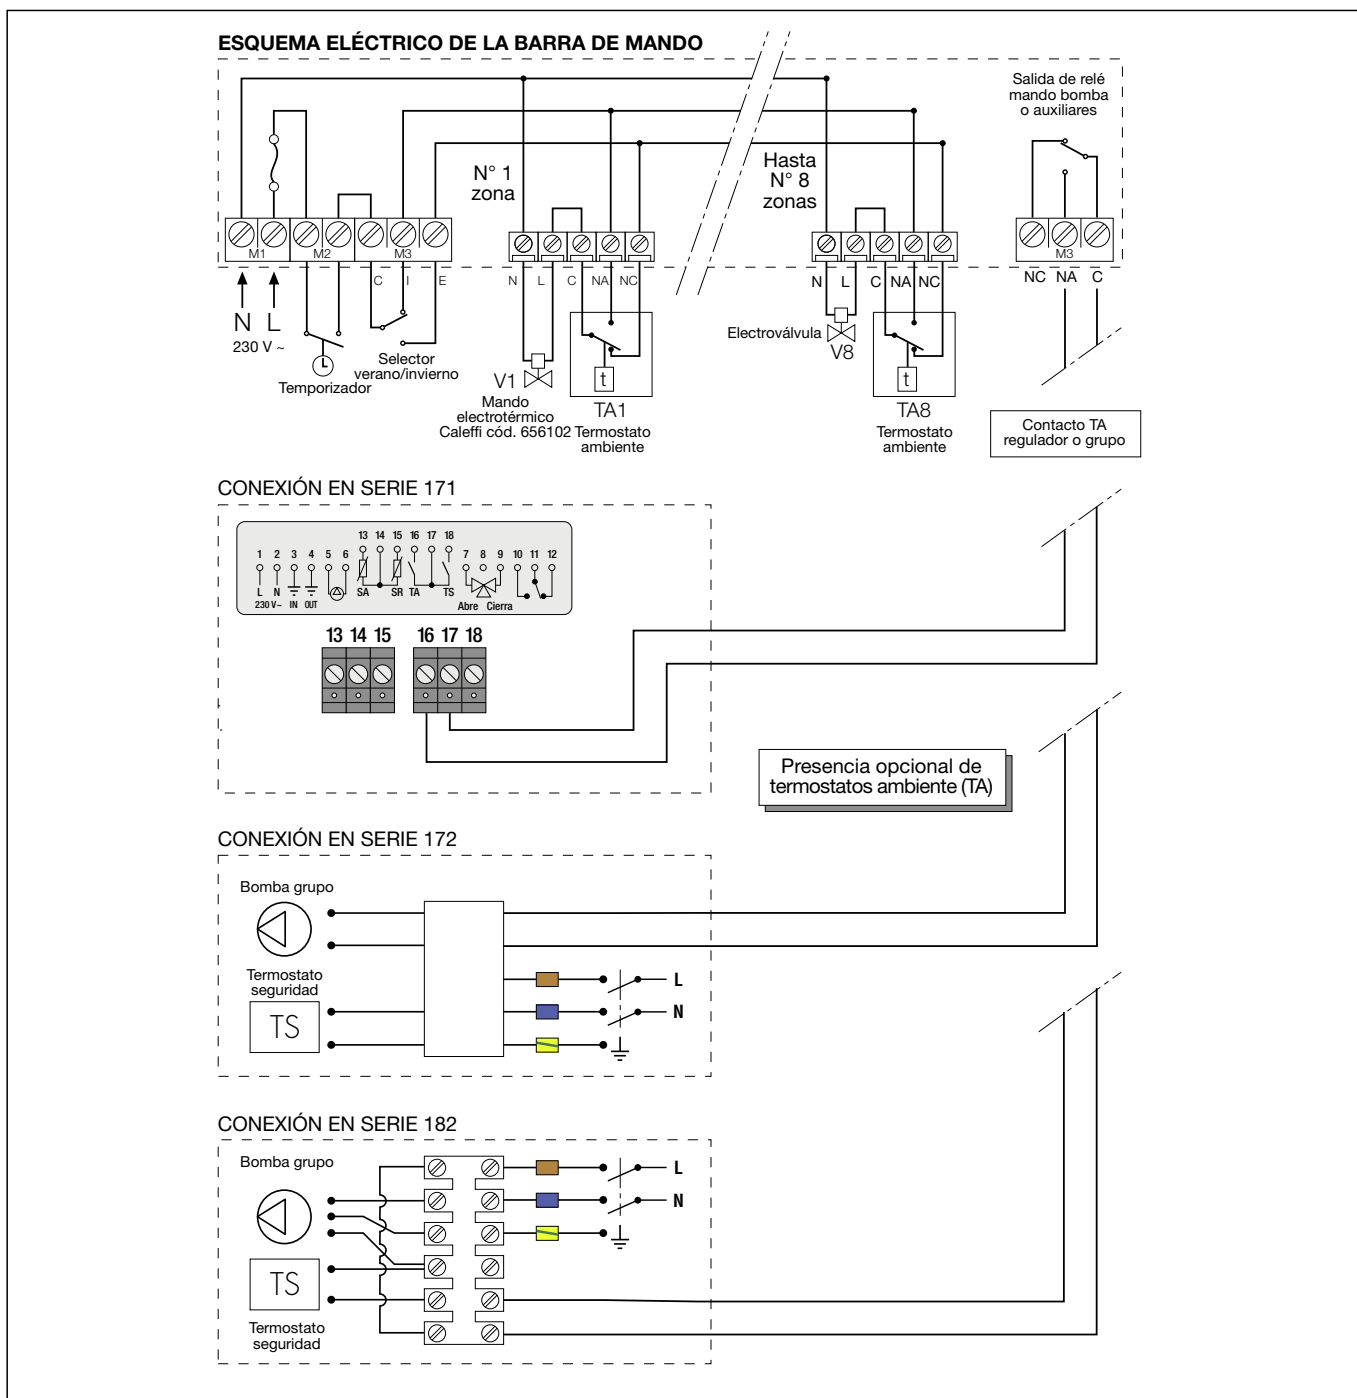 ESQUEMA ELÉCTRICO DE LA BARRA DE MANDO
Salida de relé
mando bomba
o auxiliares
N° 1
zona
Hasta
N° 8
zonas
M1 M2 M3
M3
C I E
N L C NA NC
N L C NA NC
NC NA C
N L
230 V ~
Temporizador
Selector
verano/invierno
V1
Mando
electrotérmico
Caleffi cód. 656102
t
TA1
Termostato
ambiente
Electroválvula
V8
t
TA8
Termostato
ambiente
Contacto TA
regulador o grupo
CONEXIÓN EN SERIE 171
13 14 15 16 17 18
1 2 3 4 5 6 7 8 9 10 11 12
L N SA SR TA TS
230 V~ IN OUT Abre Cierra
13 14 15 16 17 18
Presencia opcional de
termostatos ambiente (TA)
CONEXIÓN EN SERIE 172
Bomba grupo
Termostato
seguridad
TS
L
N
CONEXIÓN EN SERIE 182
Bomba grupo
L
N
TS
Termostato
seguridad